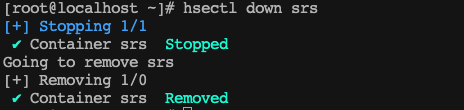 [root@localhost ~]# hsectl down srs
[+] Stopping 1/1
✔ Container srs  Stopped
Going to remove srs
[+] Removing 1/0
✔ Container srs  Removed